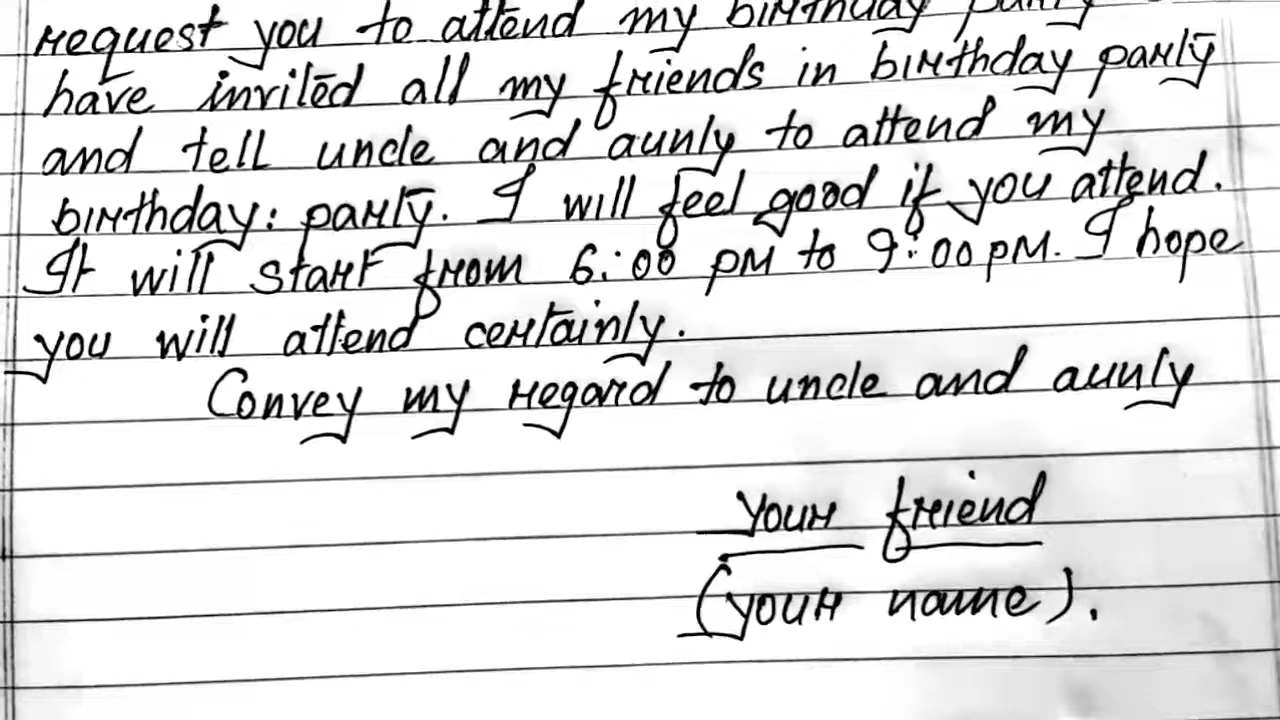 request you to attend my birthday party
have invited all my friends in birthday party
and tell uncle and aunty to attend my
birthday: party. I will feel good if you attend.
It will start from 6:00 PM to 9:00 PM. I hope
you will attend certainly.
Convey my regard to uncle and aunty
your friend
(your name).